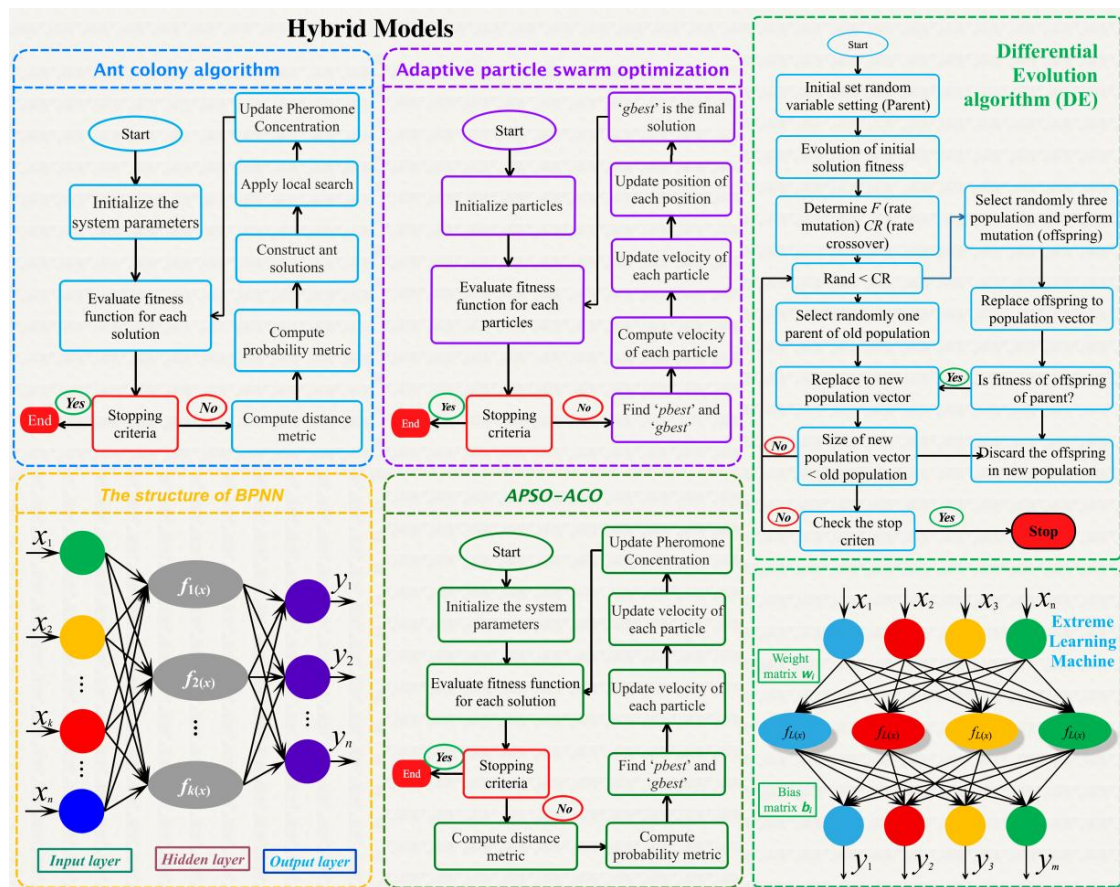 Hybrid Models
Ant colony algorithm
Start
Initialize the
system parameters
Evaluate fitness
function for each
solution
Stopping
criteria
Yes
End
No
Compute distance
metric
Compute
probability metric
Construct ant
solutions
Apply local search
Update Pheromone
Concentration
Adaptive particle swarm optimization
Start
Initialize particles
Evaluate fitness
function for each
particles
Stopping
criteria
Yes
End
No
Find ‘pbest’ and
‘gbest’
Compute velocity
of each particle
Update velocity
of each particle
Update position of
each position
‘gbest’ is the final
solution
Differential
Evolution
algorithm (DE)
Start
Initial set random
variable setting (Parent)
Evolution of initial
solution fitness
Determine F (rate
mutation) CR (rate
crossover)
Rand < CR
Select randomly one
parent of old population
Replace to new
population vector
Size of new
population vector
< old population
Check the stop
criten
No
No
Yes
Stop
Select randomly three
population and perform
mutation (offspring)
Replace offspring to
population vector
Is fitness of offspring
of parent?
Yes
Discard the offspring
in new population
The structure of BPNN
x1
x2
xk
xn
f1(x)
f2(x)
fk(x)
y1
y2
yn
Input layer
Hidden layer
Output layer
APSO-ACO
Start
Initialize the system
parameters
Evaluate fitness function
for each solution
Stopping
criteria
Yes
End
No
Compute distance
metric
Compute
probability metric
Find ‘pbest’ and
‘gbest’
Update velocity of
each particle
Update velocity of
each particle
Update Pheromone
Concentration
Extreme
Learning
Machine
x1 x2 x3 xn
Weight
matrix wi
fL(x) fL(x) fL(x) fL(x)
Bias
matrix bi
y1 y2 y3 ym